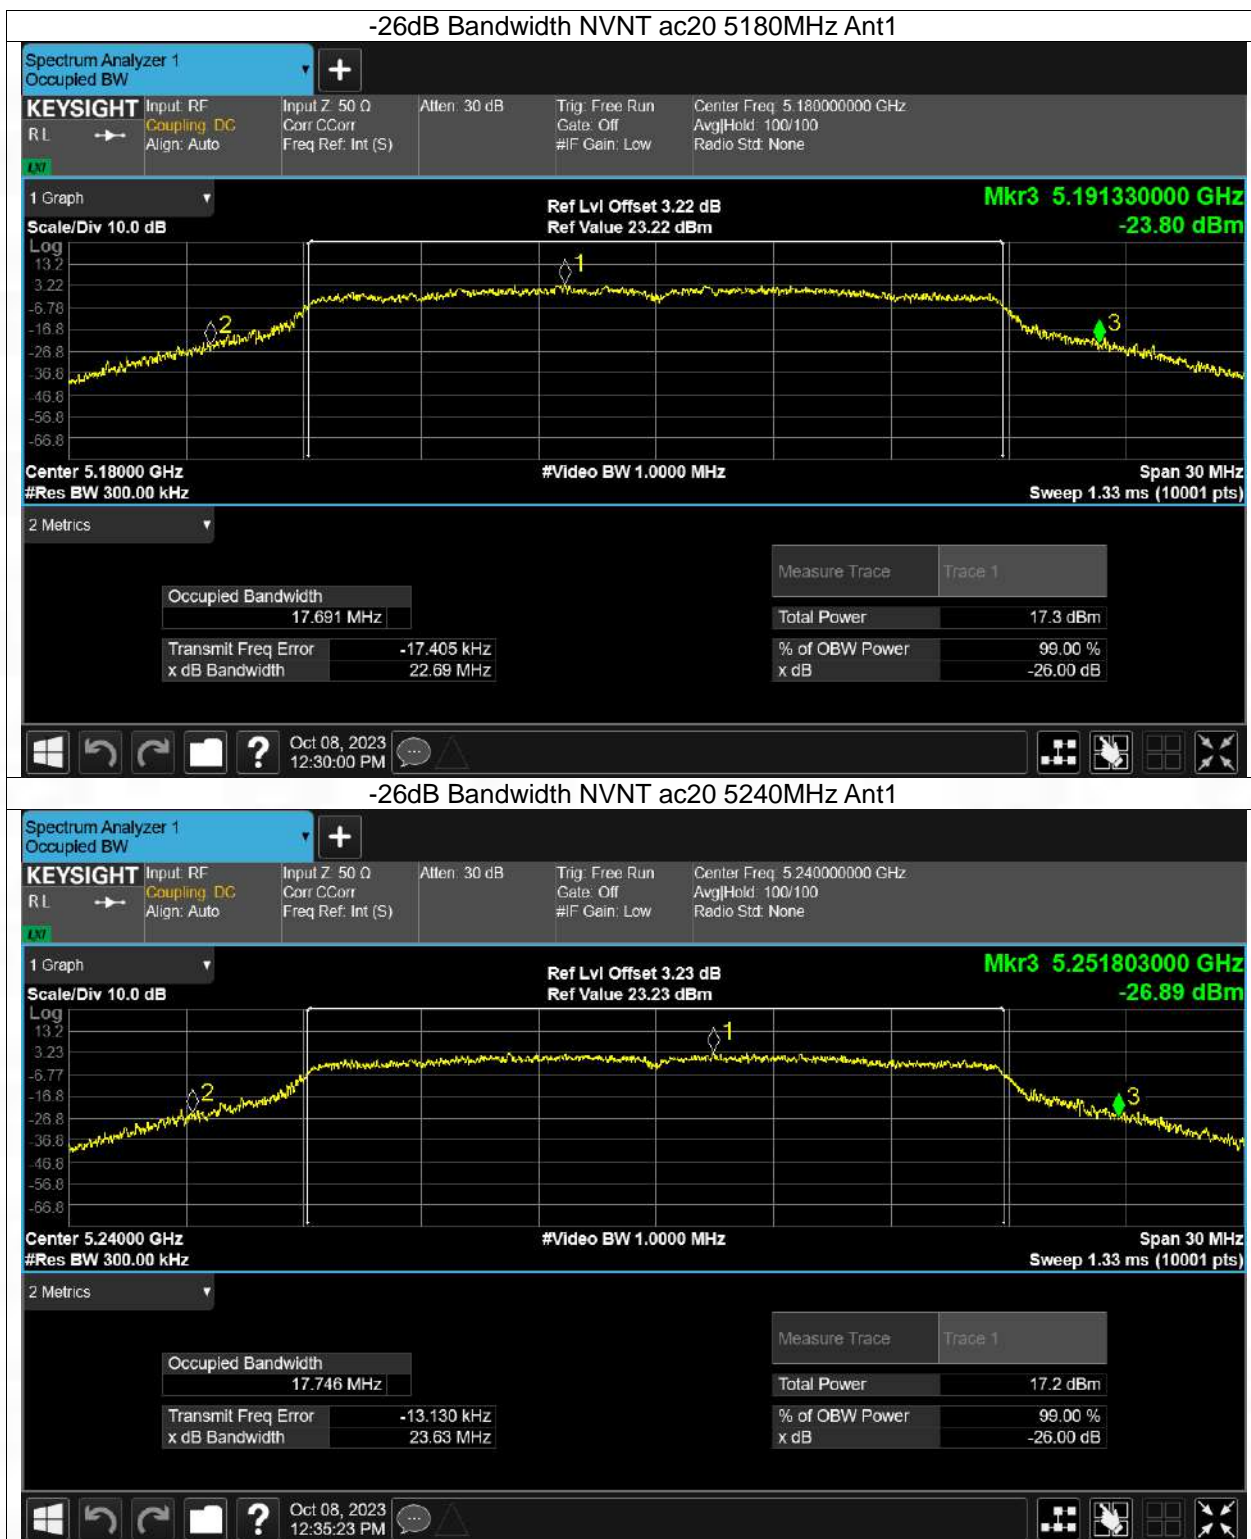 -26dB Bandwidth NVNT ac20 5180MHz Ant1
Spectrum Analyzer 1
Occupied BW
KEYSIGHT Input: RF Input Z: 50 Ω Atten: 30 dB Trig: Free Run Center Freq: 5.180000000 GHz
RL Coupling: DC Corr CCorr Gate: Off Avg|Hold: 100/100
Align: Auto Freq Ref: Int (S) #IF Gain: Low Radio Std: None
LXI
1 Graph Ref Lvl Offset 3.22 dB Mkr3 5.191330000 GHz
Scale/Div 10.0 dB Ref Value 23.22 dBm -23.80 dBm
Log
13.2
3.22
-6.78
-16.8
-26.8
-36.8
-46.8
-56.8
-66.8
1
2
3
Center 5.18000 GHz #Video BW 1.0000 MHz Span 30 MHz
#Res BW 300.00 kHz Sweep 1.33 ms (10001 pts)
2 Metrics
Measure Trace Trace 1
Occupied Bandwidth
17.691 MHz Total Power 17.3 dBm
Transmit Freq Error -17.405 kHz % of OBW Power 99.00 %
x dB Bandwidth 22.69 MHz x dB -26.00 dB
Oct 08, 2023
12:30:00 PM
-26dB Bandwidth NVNT ac20 5240MHz Ant1
Spectrum Analyzer 1
Occupied BW
KEYSIGHT Input: RF Input Z: 50 Ω Atten: 30 dB Trig: Free Run Center Freq: 5.240000000 GHz
RL Coupling: DC Corr CCorr Gate: Off Avg|Hold: 100/100
Align: Auto Freq Ref: Int (S) #IF Gain: Low Radio Std: None
LXI
1 Graph Ref Lvl Offset 3.23 dB Mkr3 5.251803000 GHz
Scale/Div 10.0 dB Ref Value 23.23 dBm -26.89 dBm
Log
13.2
3.23
-6.77
-16.8
-26.8
-36.8
-46.8
-56.8
-66.8
1
2
3
Center 5.24000 GHz #Video BW 1.0000 MHz Span 30 MHz
#Res BW 300.00 kHz Sweep 1.33 ms (10001 pts)
2 Metrics
Measure Trace Trace 1
Occupied Bandwidth
17.746 MHz Total Power 17.2 dBm
Transmit Freq Error -13.130 kHz % of OBW Power 99.00 %
x dB Bandwidth 23.63 MHz x dB -26.00 dB
Oct 08, 2023
12:35:23 PM